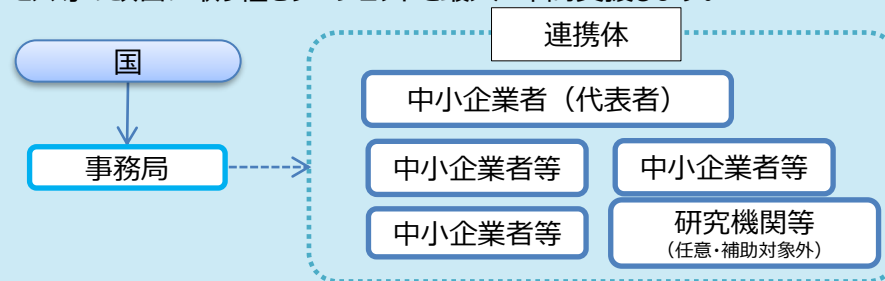 連携体
国
中小企業者（代表者）
事務局
中小企業者等
中小企業者等
中小企業者等
研究機関等
（任意・補助対象外）